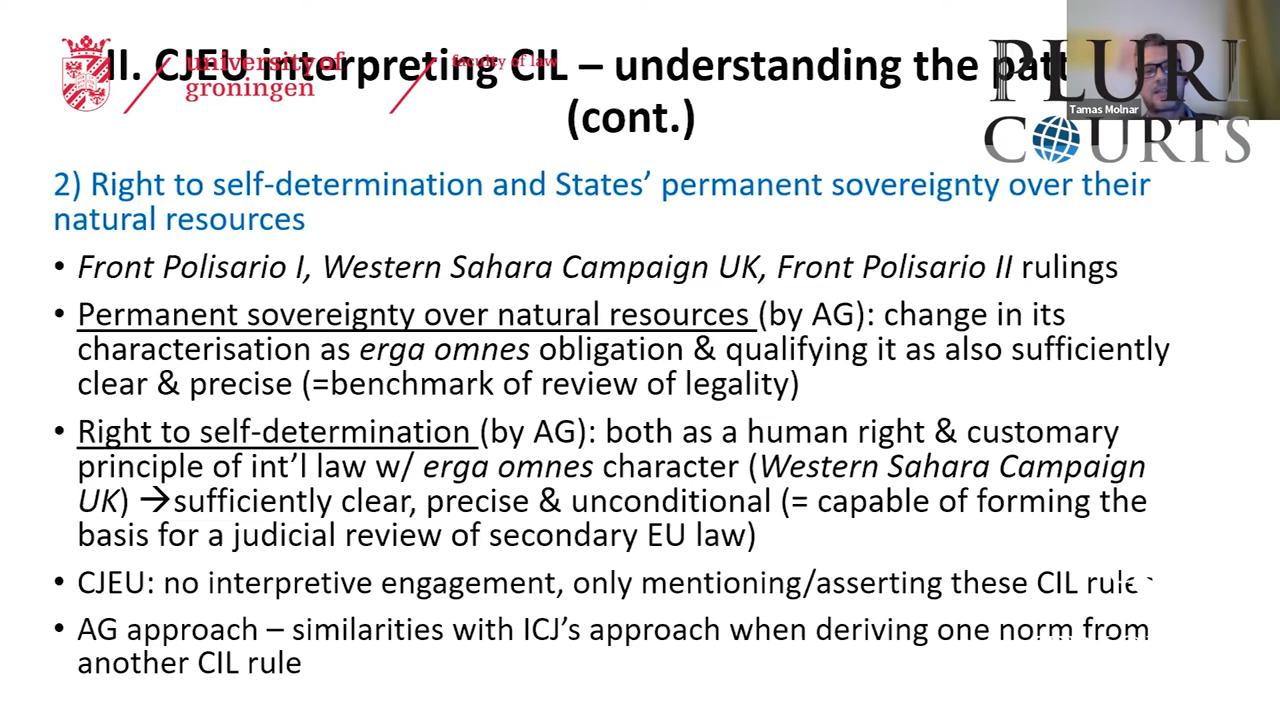 II. CJEU interpreting CIL – understanding the
(cont.)
university of
groningen
faculty of law
PLURI
COURTS
Tamas Molnar
2) Right to self-determination and States’ permanent sovereignty over their
natural resources
• Front Polisario I, Western Sahara Campaign UK, Front Polisario II rulings
• Permanent sovereignty over natural resources (by AG): change in its
characterisation as erga omnes obligation & qualifying it as also sufficiently
clear & precise (=benchmark of review of legality)
• Right to self-determination (by AG): both as a human right & customary
principle of int’l law w/ erga omnes character (Western Sahara Campaign
UK) →sufficiently clear, precise & unconditional (= capable of forming the
basis for a judicial review of secondary EU law)
• CJEU: no interpretive engagement, only mentioning/asserting these CIL rule
• AG approach – similarities with ICJ’s approach when deriving one norm from
another CIL rule